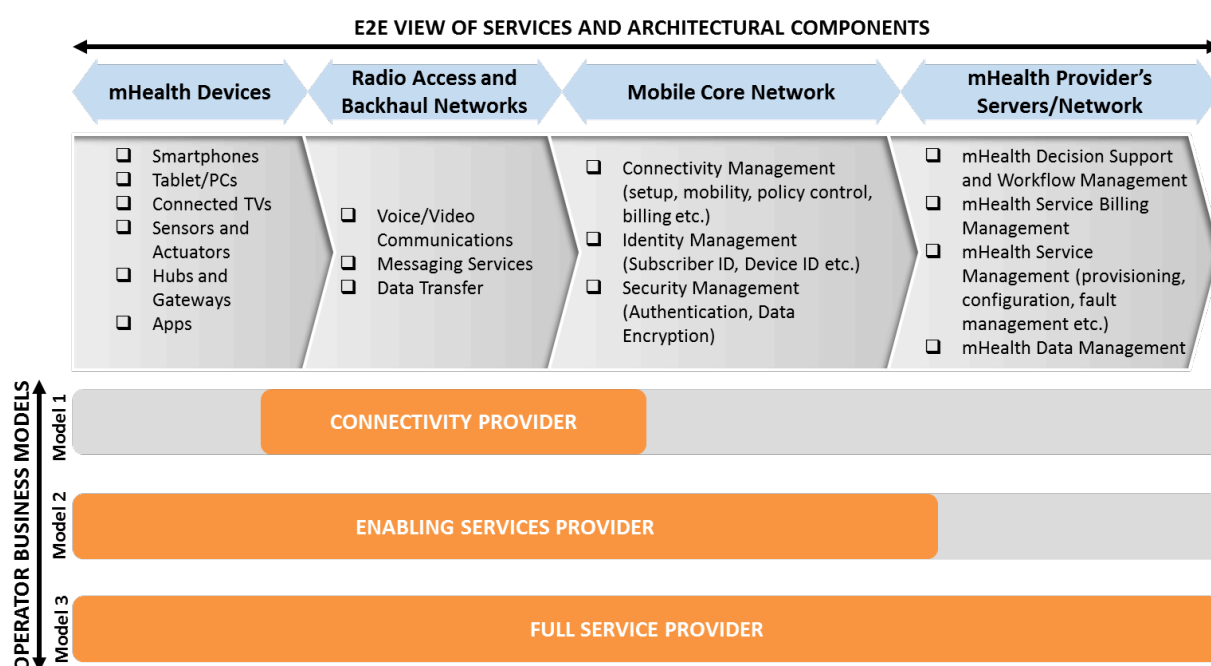 E2E VIEW OF SERVICES AND ARCHITECTURAL COMPONENTS
mHealth Devices
Radio Access and
Backhaul Networks
Mobile Core Network
mHealth Provider’s
Servers/Network
Smartphones
Tablet/PCs
Connected TVs
Sensors and
Actuators
Hubs and
Gateways
Apps
Voice/Video
Communications
Messaging Services
Data Transfer
Connectivity Management
(setup, mobility, policy control,
billing etc.)
Identity Management
(Subscriber ID, Device ID etc.)
Security Management
(Authentication, Data
Encryption)
mHealth Decision Support
and Workflow Management
mHealth Service Billing
Management
mHealth Service
Management (provisioning,
configuration, fault
management etc.)
mHealth Data Management
OPERATOR BUSINESS MODELS
Model 1
CONNECTIVITY PROVIDER
Model 2
ENABLING SERVICES PROVIDER
Model 3
FULL SERVICE PROVIDER